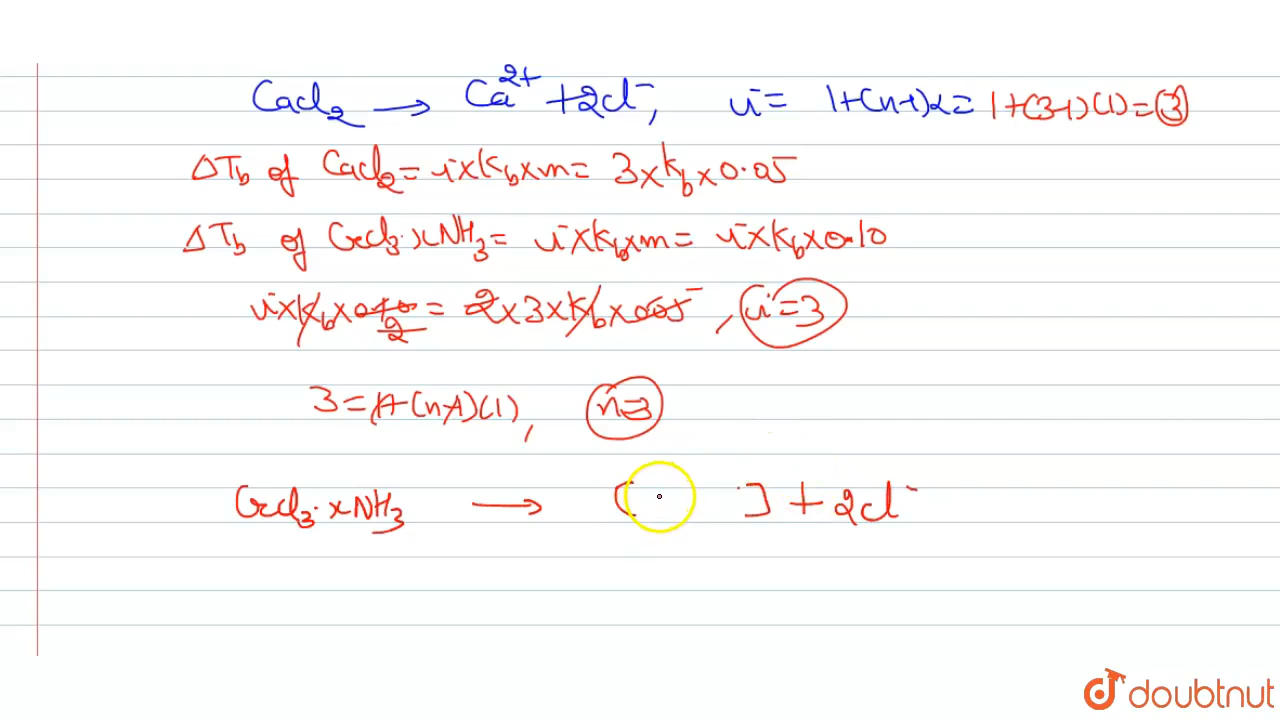 CaCl2 → Ca2+ + 2Cl-, i = 1+(n-1)α = 1+(3-1)(1) = 3
ΔTb of CaCl2 = i×Kb×m = 3×Kb×0.05
ΔTb of CrCl3.xNH3 = i×Kb×m = i×Kb×0.10
i×Kb×0.10 = 2×3×Kb×0.05, i=3
2
3 = 1+(n-1)(1), n=3
CrCl3.xNH3 → [ ] + 2Cl-
doubtnut